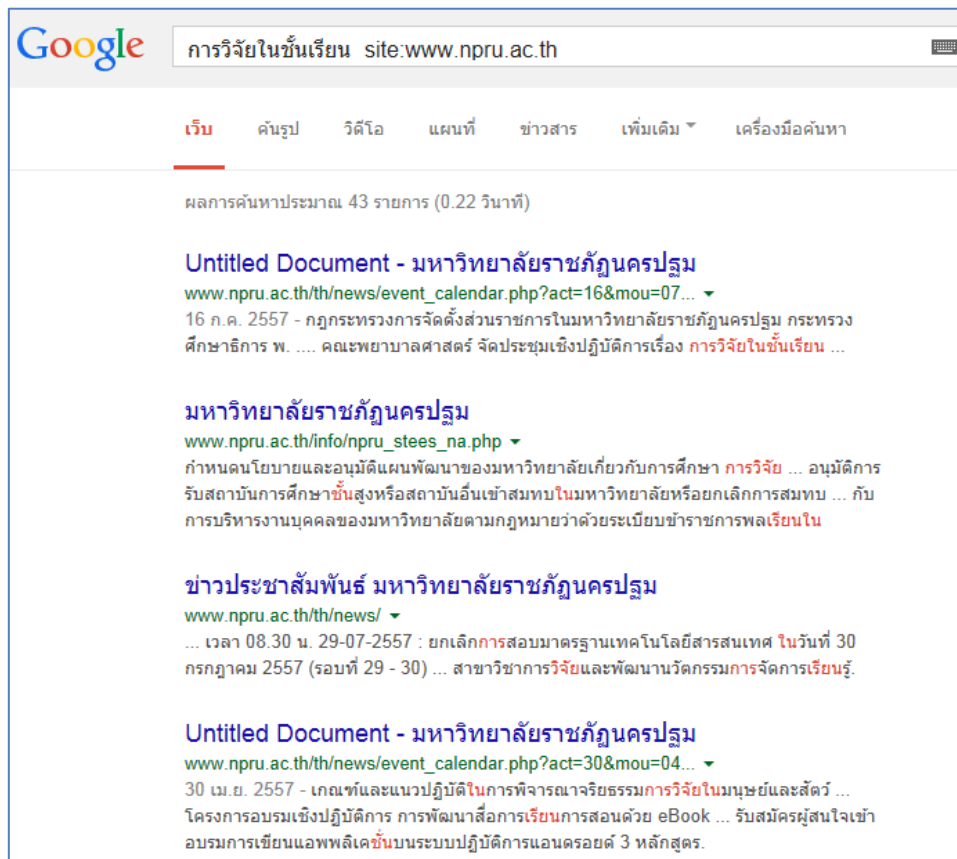 Google
การวิจัยในชั้นเรียน site:www.npru.ac.th
เว็บ ค้นรูป วิดีโอ แผนที่ ข่าวสาร เพิ่มเติม เครื่องมือค้นหา
ผลการค้นหาประมาณ 43 รายการ (0.22 วินาที)
Untitled Document - มหาวิทยาลัยราชภัฏนครปฐม
www.npru.ac.th/th/news/event_calendar.php?act=16&mou=07...
16 ก.ค. 2557 - กฎกระทรวงการจัดตั้งส่วนราชการในมหาวิทยาลัยราชภัฏนครปฐม กระทรวง
ศึกษาธิการ พ. .... คณะพยาบาลศาสตร์ จัดประชุมเชิงปฏิบัติการเรื่อง การวิจัยในชั้นเรียน ...
มหาวิทยาลัยราชภัฏนครปฐม
www.npru.ac.th/info/npru_stees_na.php
กำหนดนโยบายและอนุมัติแผนพัฒนาของมหาวิทยาลัยเกี่ยวกับการศึกษา การวิจัย ... อนุมัติการ
รับสถาบันการศึกษาชั้นสูงหรือสถาบันอื่นเข้าสมทบในมหาวิทยาลัยหรือยกเลิกการสมทบ ... กับ
การบริหารงานบุคคลของมหาวิทยาลัยตามกฎหมายว่าด้วยระเบียบข้าราชการพลเรียนใน
ข่าวประชาสัมพันธ์ มหาวิทยาลัยราชภัฏนครปฐม
www.npru.ac.th/th/news/
... เวลา 08.30 น. 29-07-2557 : ยกเลิกการสอบมาตรฐานเทคโนโลยีสารสนเทศ ในวันที่ 30
กรกฎาคม 2557 (รอบที่ 29 - 30) ... สาขาวิชาการวิจัยและพัฒนานวัตกรรมการจัดการเรียนรู้.
Untitled Document - มหาวิทยาลัยราชภัฏนครปฐม
www.npru.ac.th/th/news/event_calendar.php?act=30&mou=04...
30 เม.ย. 2557 - เกณฑ์และแนวปฏิบัติในการพิจารณาจริยธรรมการวิจัยในมนุษย์และสัตว์ ...
โครงการอบรมเชิงปฏิบัติการ การพัฒนาสื่อการเรียนการสอนด้วย eBook ... รับสมัครผู้สนใจเข้า
อบรมการเขียนแอพพลิเคชั่นบนระบบปฏิบัติการแอนดรอยด์ 3 หลักสูตร.